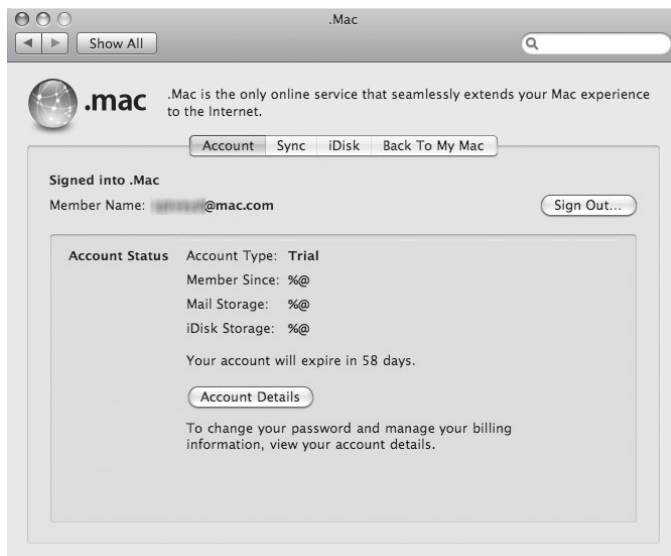 .Mac
Show All
.mac
.Mac is the only online service that seamlessly extends your Mac experience
to the Internet.
Account Sync iDisk Back To My Mac
Signed into .Mac
Member Name: @mac.com
Sign Out...
Account Status Account Type: Trial
Member Since: %@
Mail Storage: %@
iDisk Storage: %@
Your account will expire in 58 days.
Account Details
To change your password and manage your billing
information, view your account details.